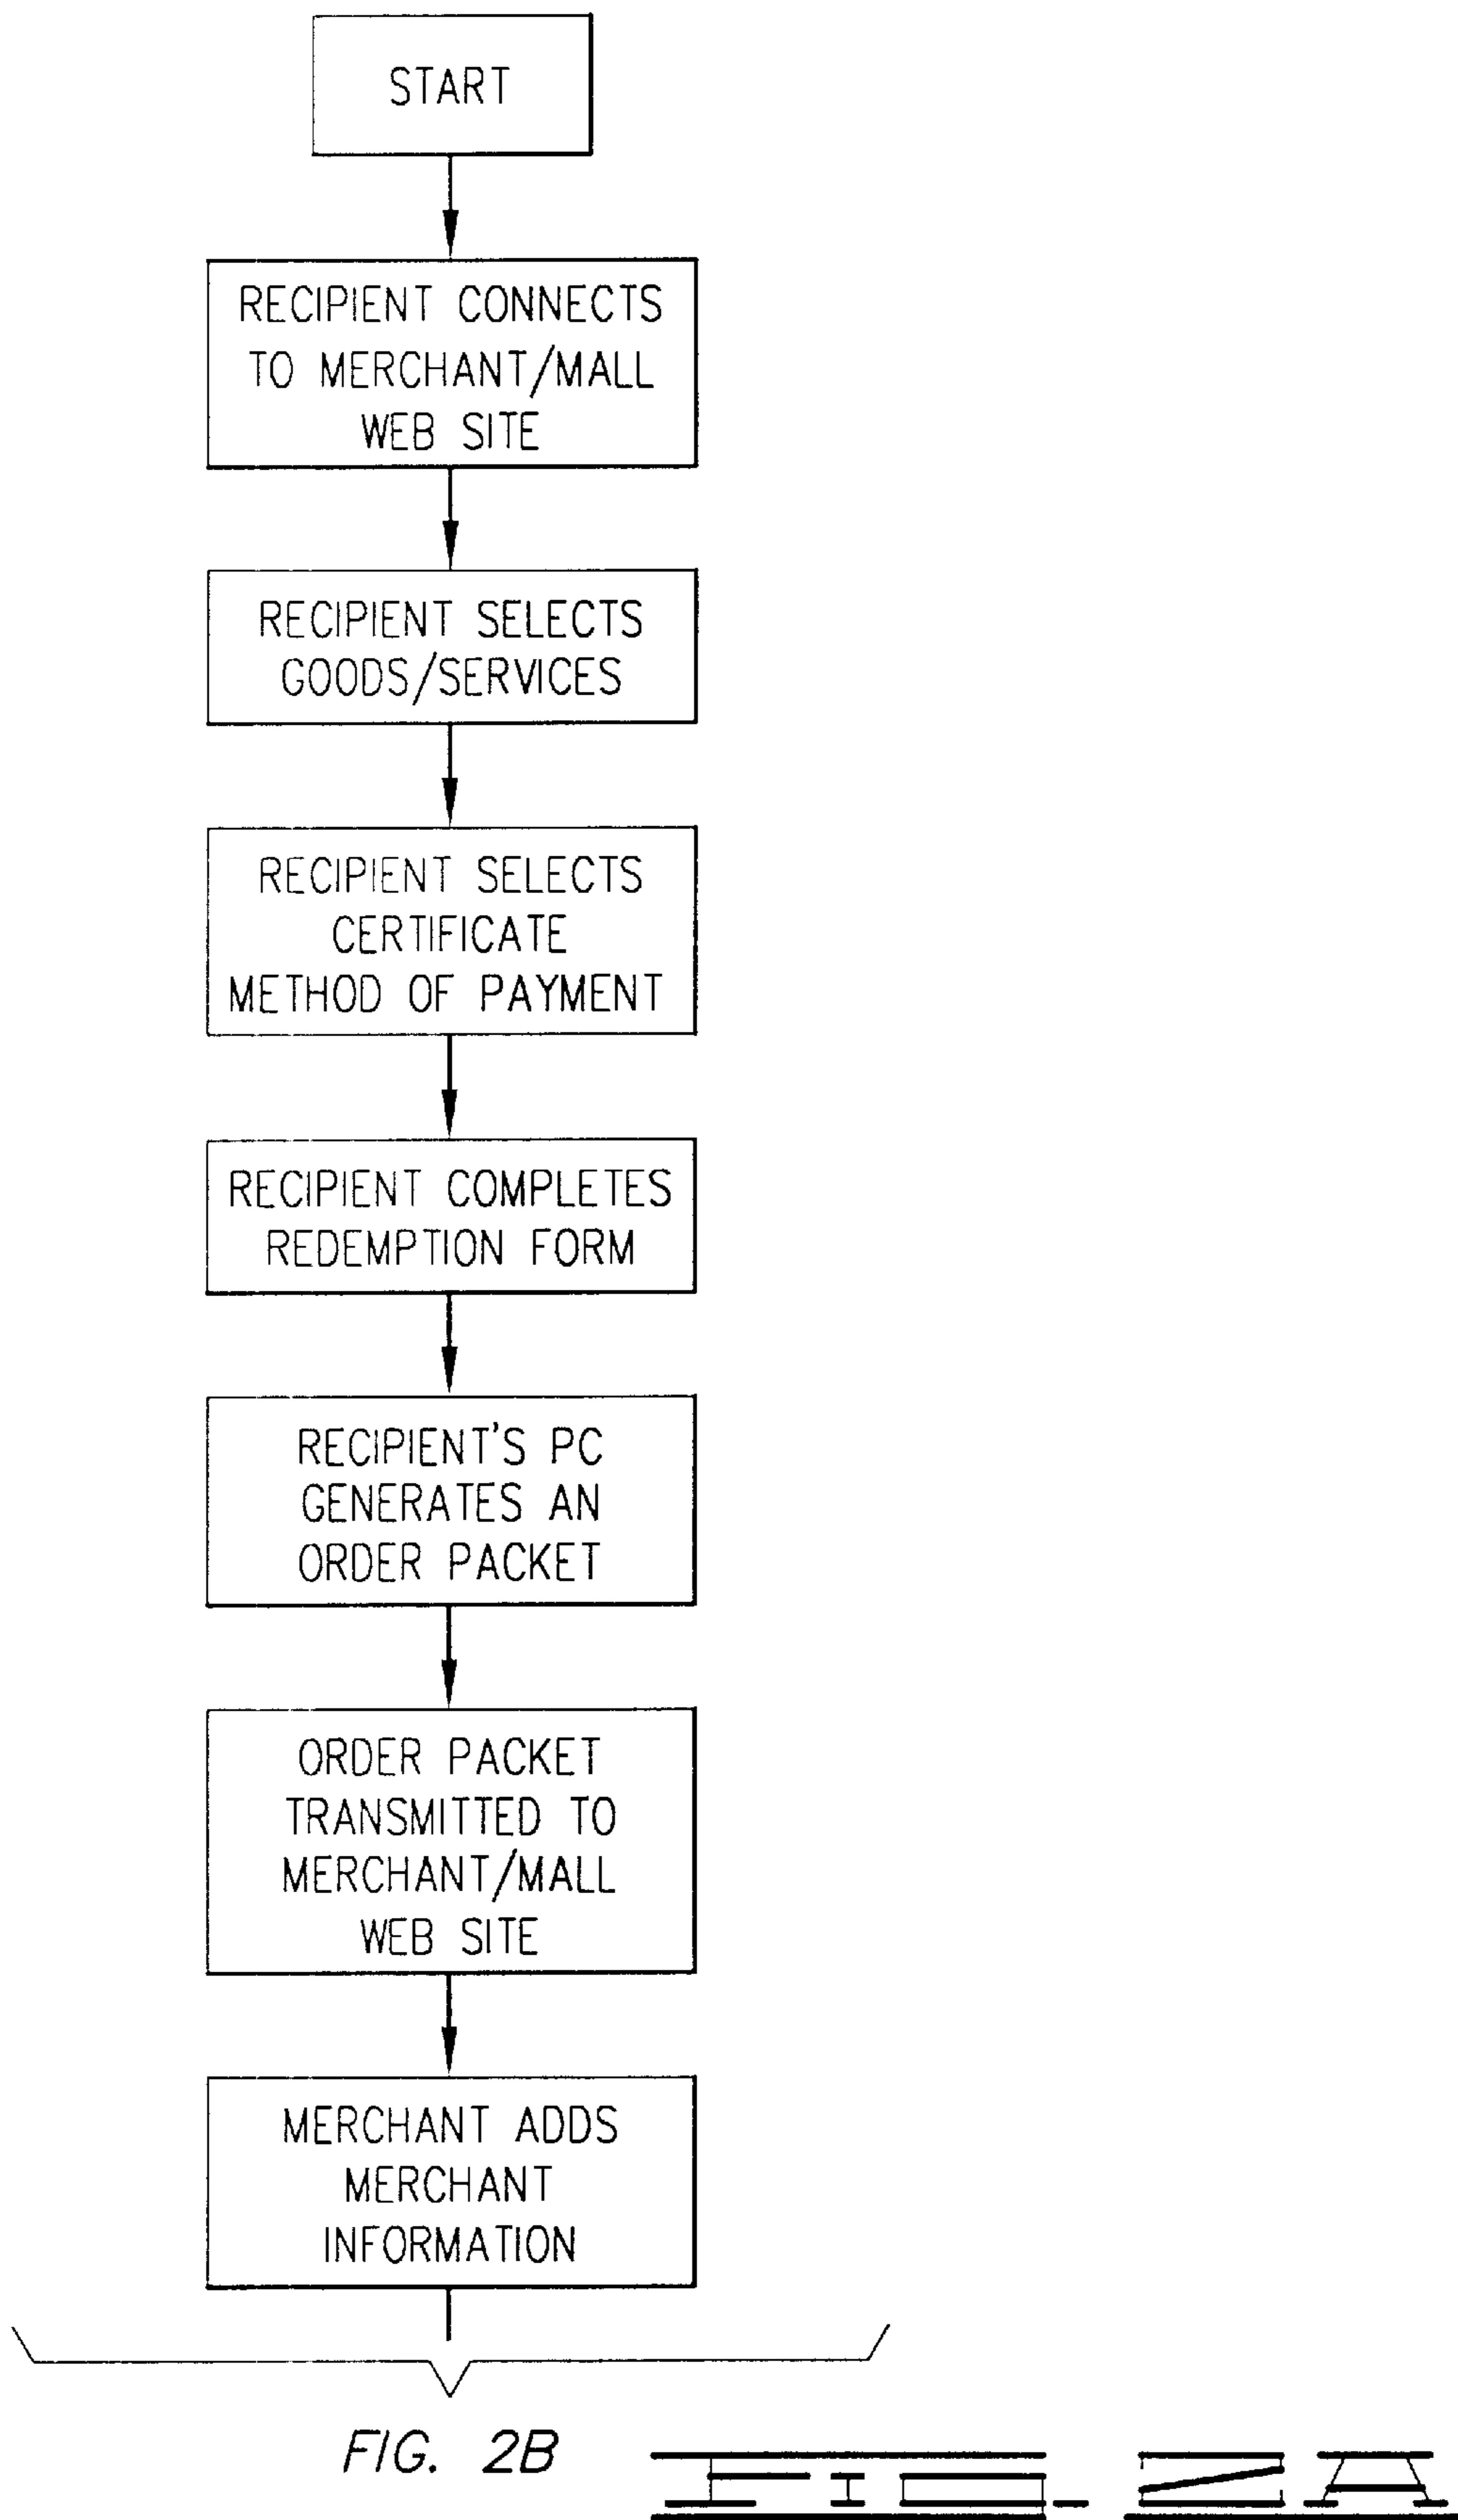 START
RECIPIENT CONNECTS
TO MERCHANT/MALL
WEB SITE
RECIPIENT SELECTS
GOODS/SERVICES
RECIPIENT SELECTS
CERTIFICATE
METHOD OF PAYMENT
RECIPIENT COMPLETES
REDEMPTION FORM
RECIPIENT'S PC
GENERATES AN
ORDER PACKET
ORDER PACKET
TRANSMITTED TO
MERCHANT/MALL
WEB SITE
MERCHANT ADDS
MERCHANT
INFORMATION
FIG. 2B
FIG. 2A